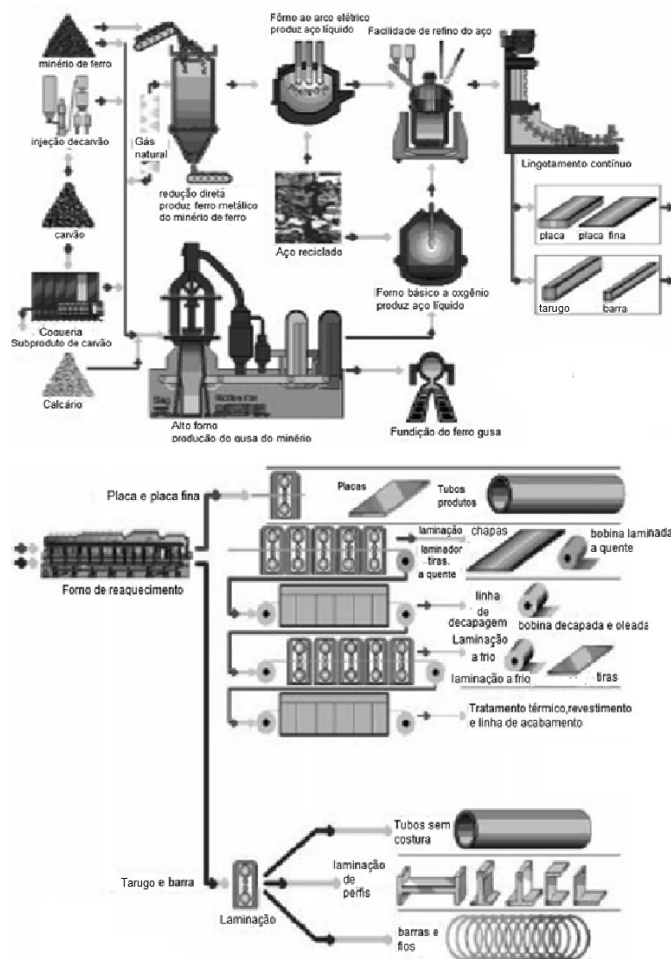 Fôrno ao arco elétrico
produz aço líquido
Facilidade de refino do aço
minério de ferro
injeção decarvão
Gás
natural
Lingotamento contínuo
redução direta
produz ferro metálico
do minério de ferro
carvão
Aço reciclado
placa
placa fina
Forno básico a oxgênio
produz aço líquido
tarugo
barra
Coqueria
Subproduto de carvão
Calcário
Alto forno
produção do gusa do minério
Fundição do ferro gusa
Placa e placa fina
Placas
Tubos
produtos
laminação
chapas
bobina laminada
a quente
laminador
tiras.
a quente
Forno de reaquecimento
linha
de
decapagem
bobina decapada e oleada
Laminação
a frio
laminação a frio
tiras
Tratamento térmico,revestimento
e linha de acabamento
Tubos sem
costura
Tarugo e barra
laminação
de
perfis
Laminação
barras e
fios